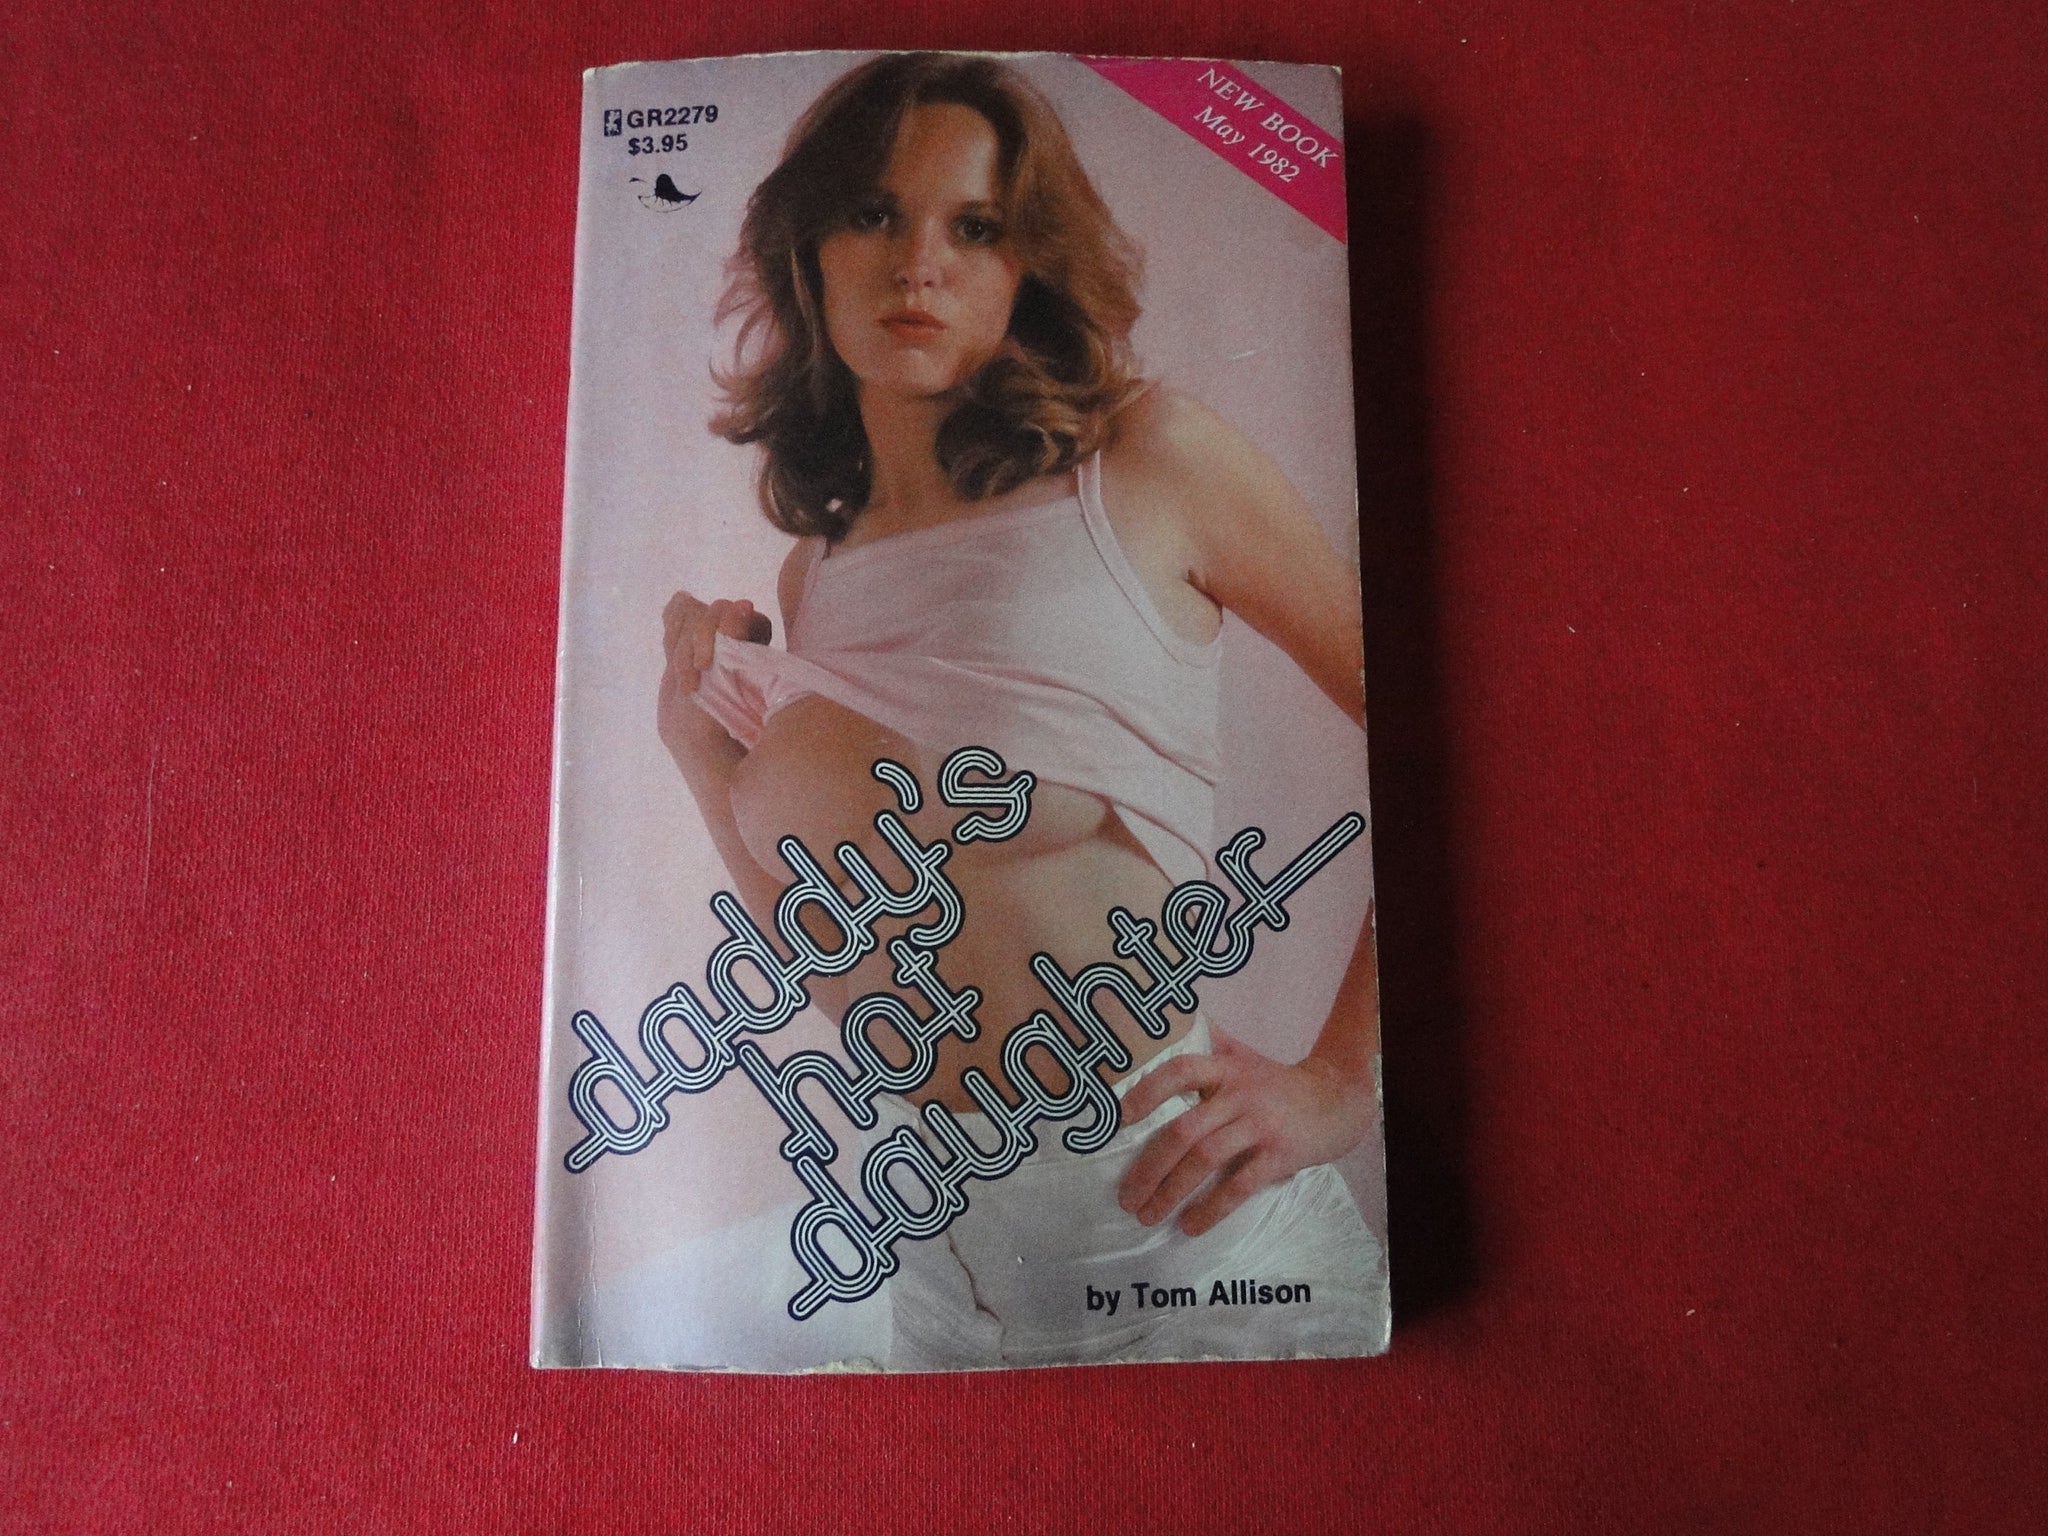 GR2279
$3.95
NEW BOOK
May 1982
daddy's
hot
daughter
by Tom Allison